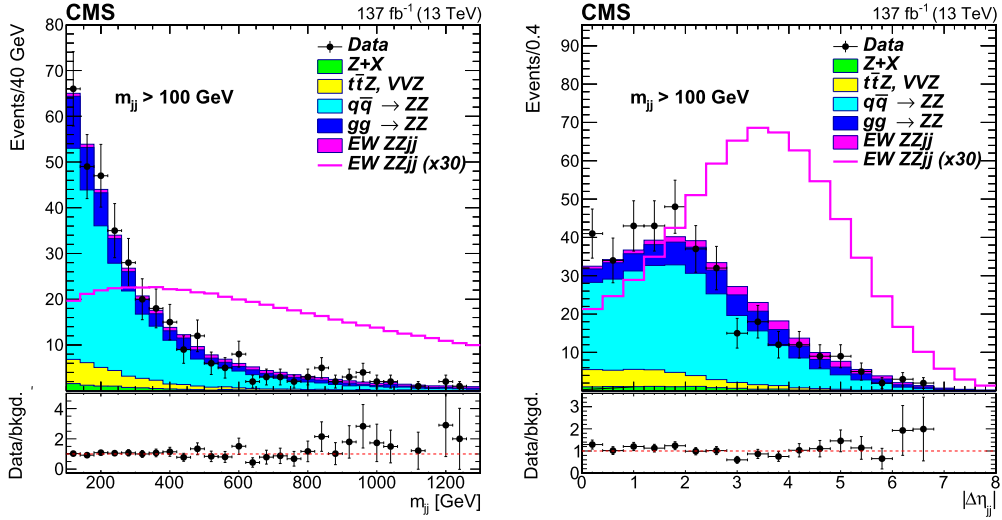 CMS 137 fb⁻¹ (13 TeV)
Events/40 GeV
80
70
60
50
40
30
20
10
m_jj > 100 GeV
Data
Z+X
tt̅Z, VVZ
qq̅ → ZZ
gg → ZZ
EW ZZjj
EW ZZjj (x30)
Data/bkgd.
4
2
0
200 400 600 800 1000 1200
m_jj [GeV]
CMS 137 fb⁻¹ (13 TeV)
Events/0.4
90
80
70
60
50
40
30
20
10
m_jj > 100 GeV
Data
Z+X
tt̅Z, VVZ
qq̅ → ZZ
gg → ZZ
EW ZZjj
EW ZZjj (x30)
Data/bkgd.
3
2
1
0
0 1 2 3 4 5 6 7 8
|Δη_jj|